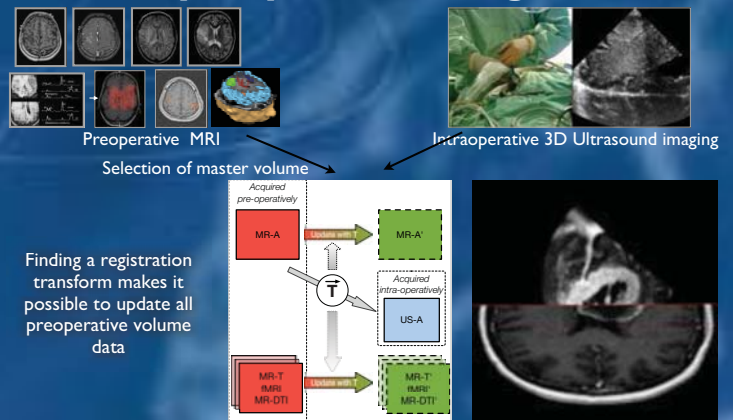 Preoperative MRI
Intraoperative 3D Ultrasound imaging
Selection of master volume
Finding a registration
transform makes it
possible to update all
preoperative volume
data
Acquired
pre-operatively
MR-A
Update with T
MR-A'
T
Acquired
intra-operatively
US-A
MR-T
fMRI
MR-DTI
Update with T
MR-T'
fMRI'
MR-DTI'